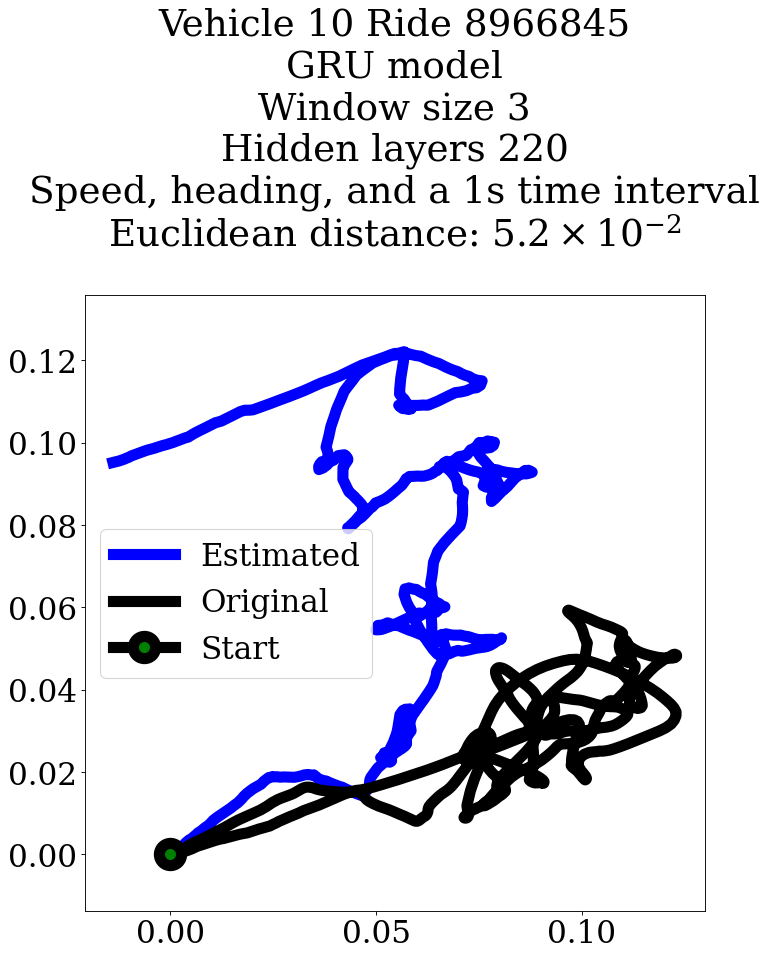 Vehicle 10 Ride 8966845
GRU model
Window size 3
Hidden layers 220
Speed, heading, and a 1s time interval
Euclidean distance: 5.2 × 10⁻²
0.12
0.10
0.08
0.06
0.04
0.02
0.00
Estimated
Original
Start
0.00 0.05 0.10